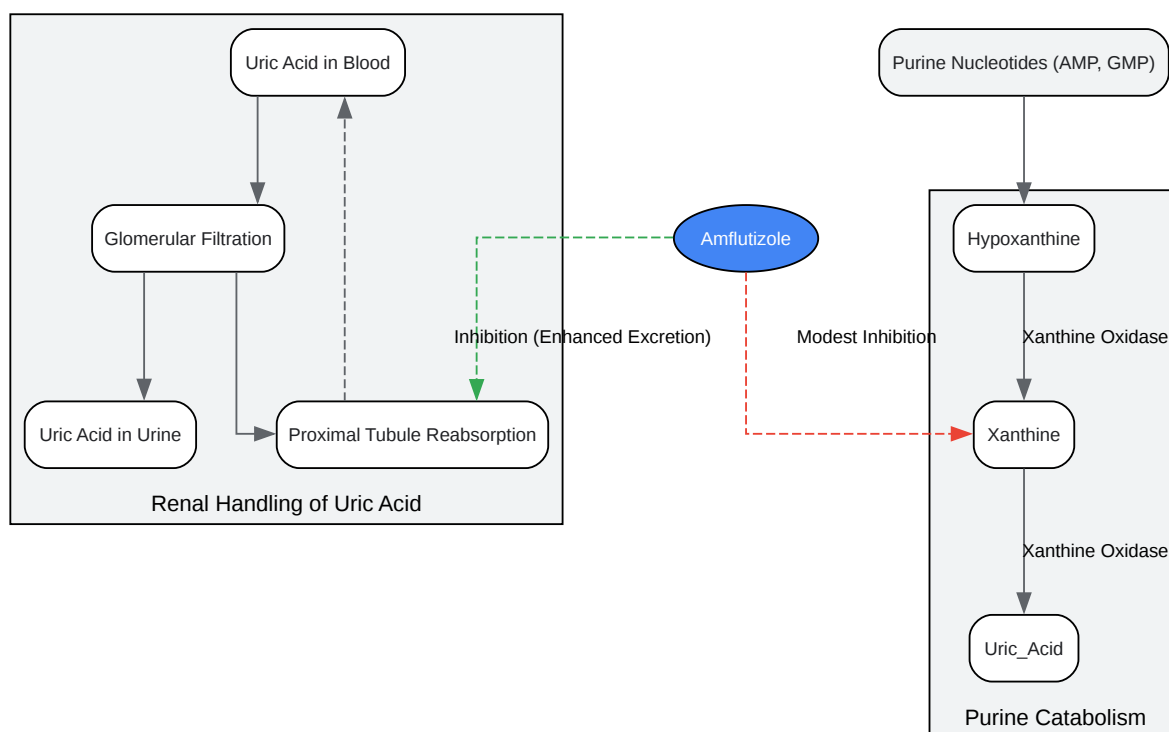 Uric Acid in Blood
Purine Nucleotides (AMP, GMP)
Glomerular Filtration
Amflutizole
Hypoxanthine
Inhibition (Enhanced Excretion)
Modest Inhibition
Xanthine Oxidase
Uric Acid in Urine
Proximal Tubule Reabsorption
Xanthine
Renal Handling of Uric Acid
Xanthine Oxidase
Uric_Acid
Purine Catabolism